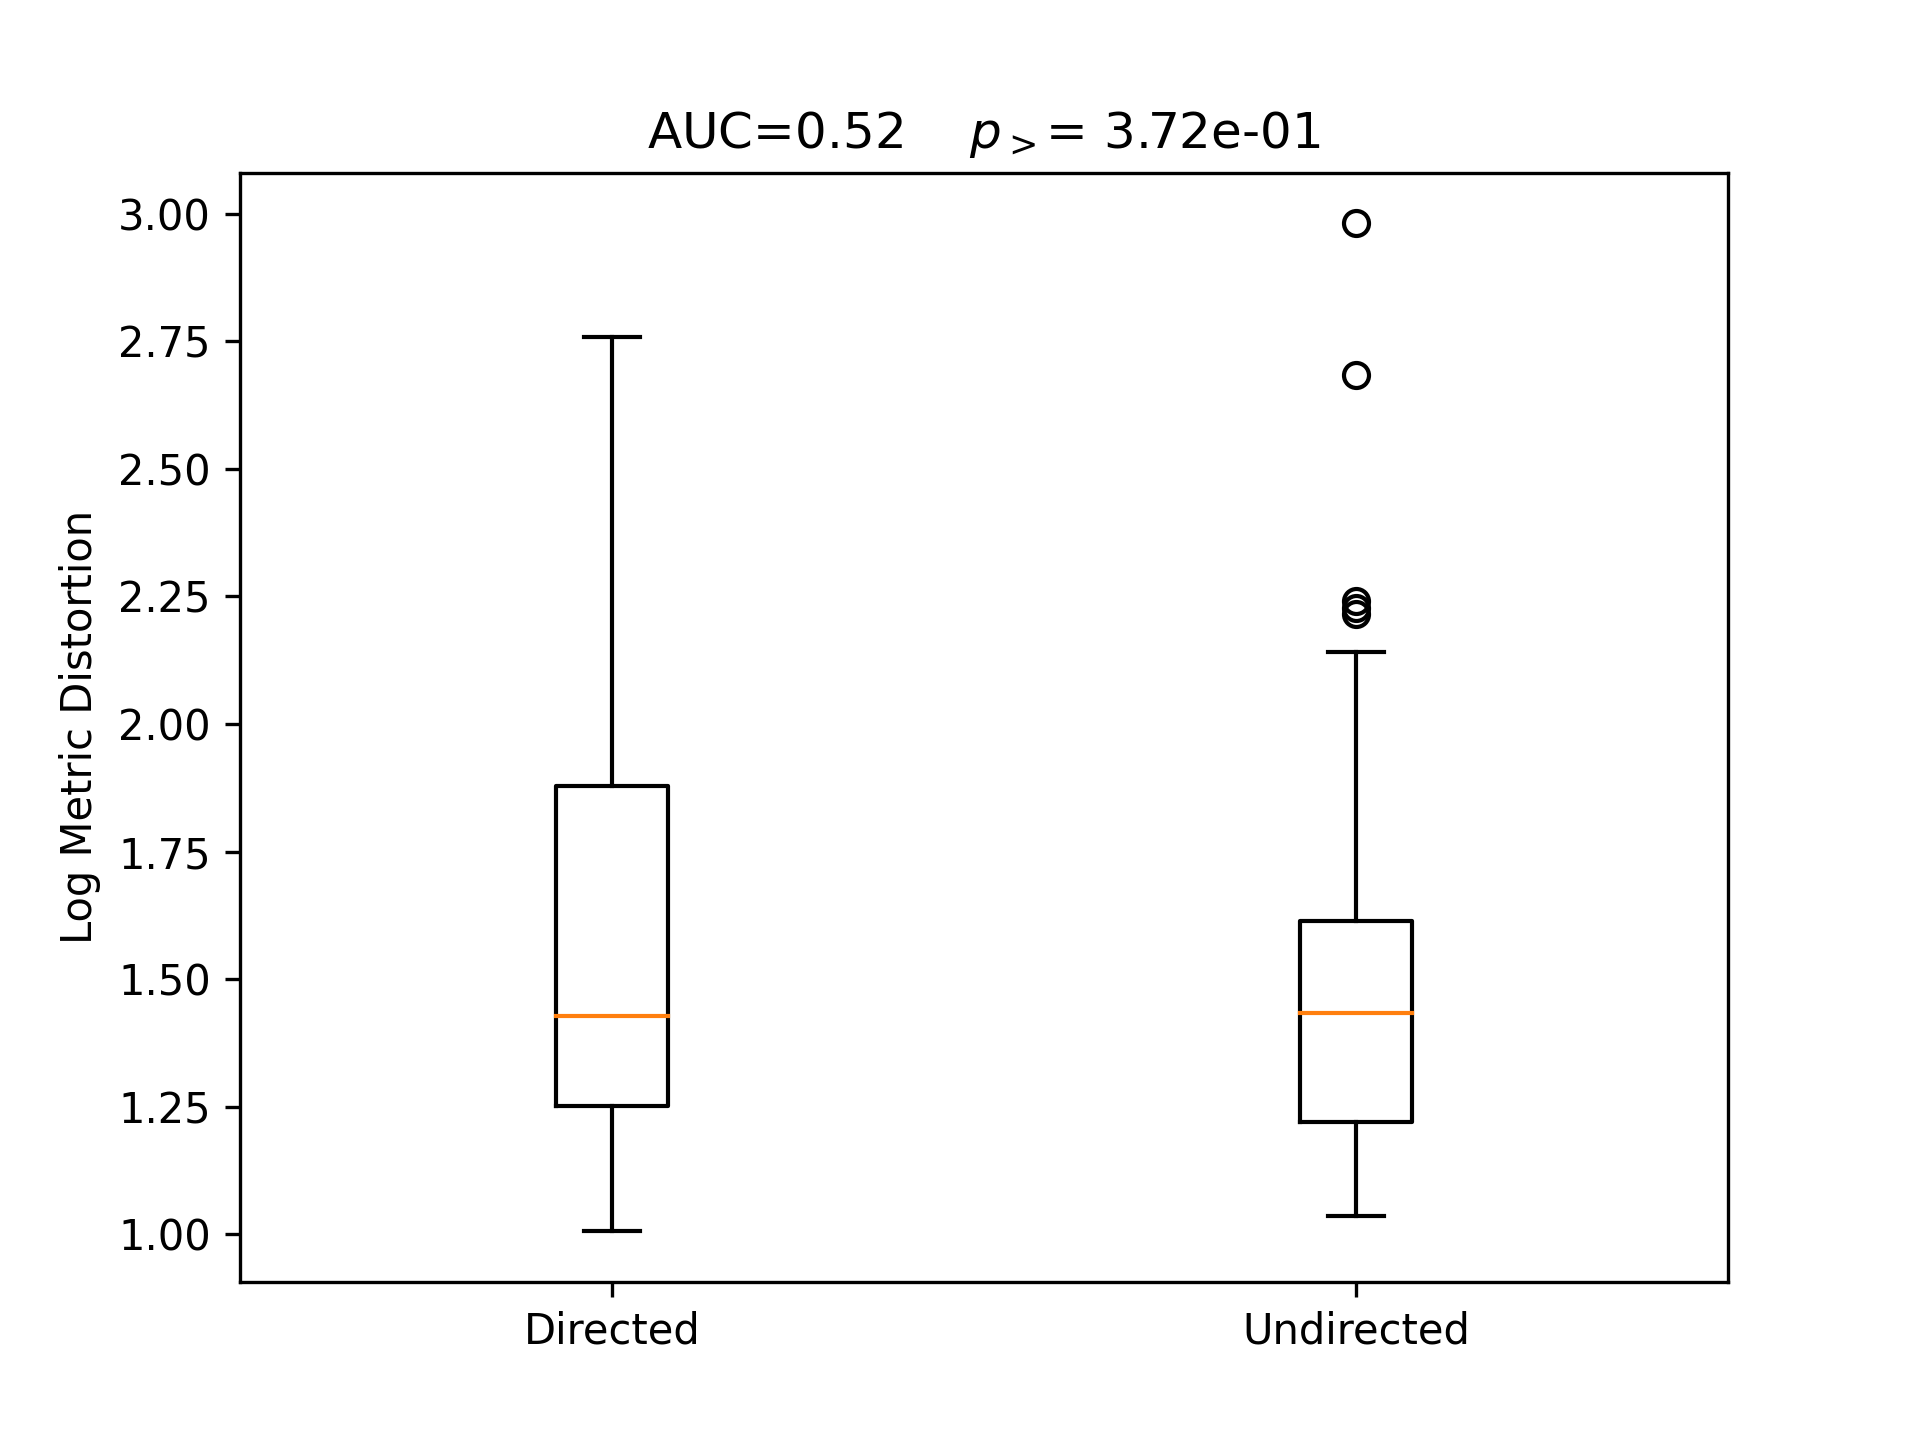 AUC=0.52 p> = 3.72e-01
3.00
2.75
2.50
2.25
2.00
1.75
1.50
1.25
1.00
Log Metric Distortion
Directed
Undirected